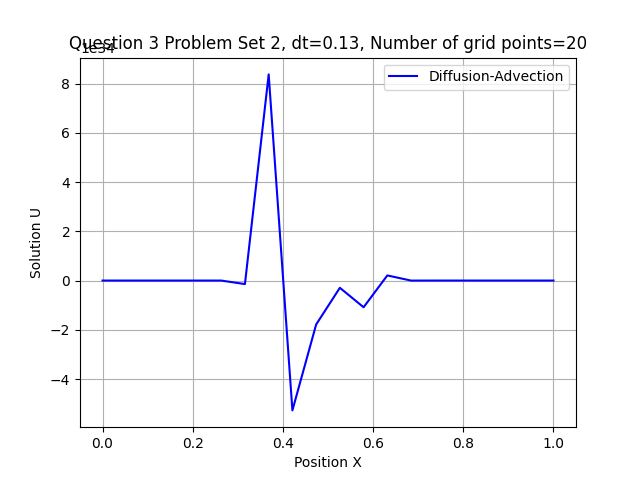 Question 3 Problem Set 2, dt=0.13, Number of grid points=20
1e34
Diffusion-Advection
8
6
4
2
0
−2
−4
Solution U
0.0 0.2 0.4 0.6 0.8 1.0
Position X